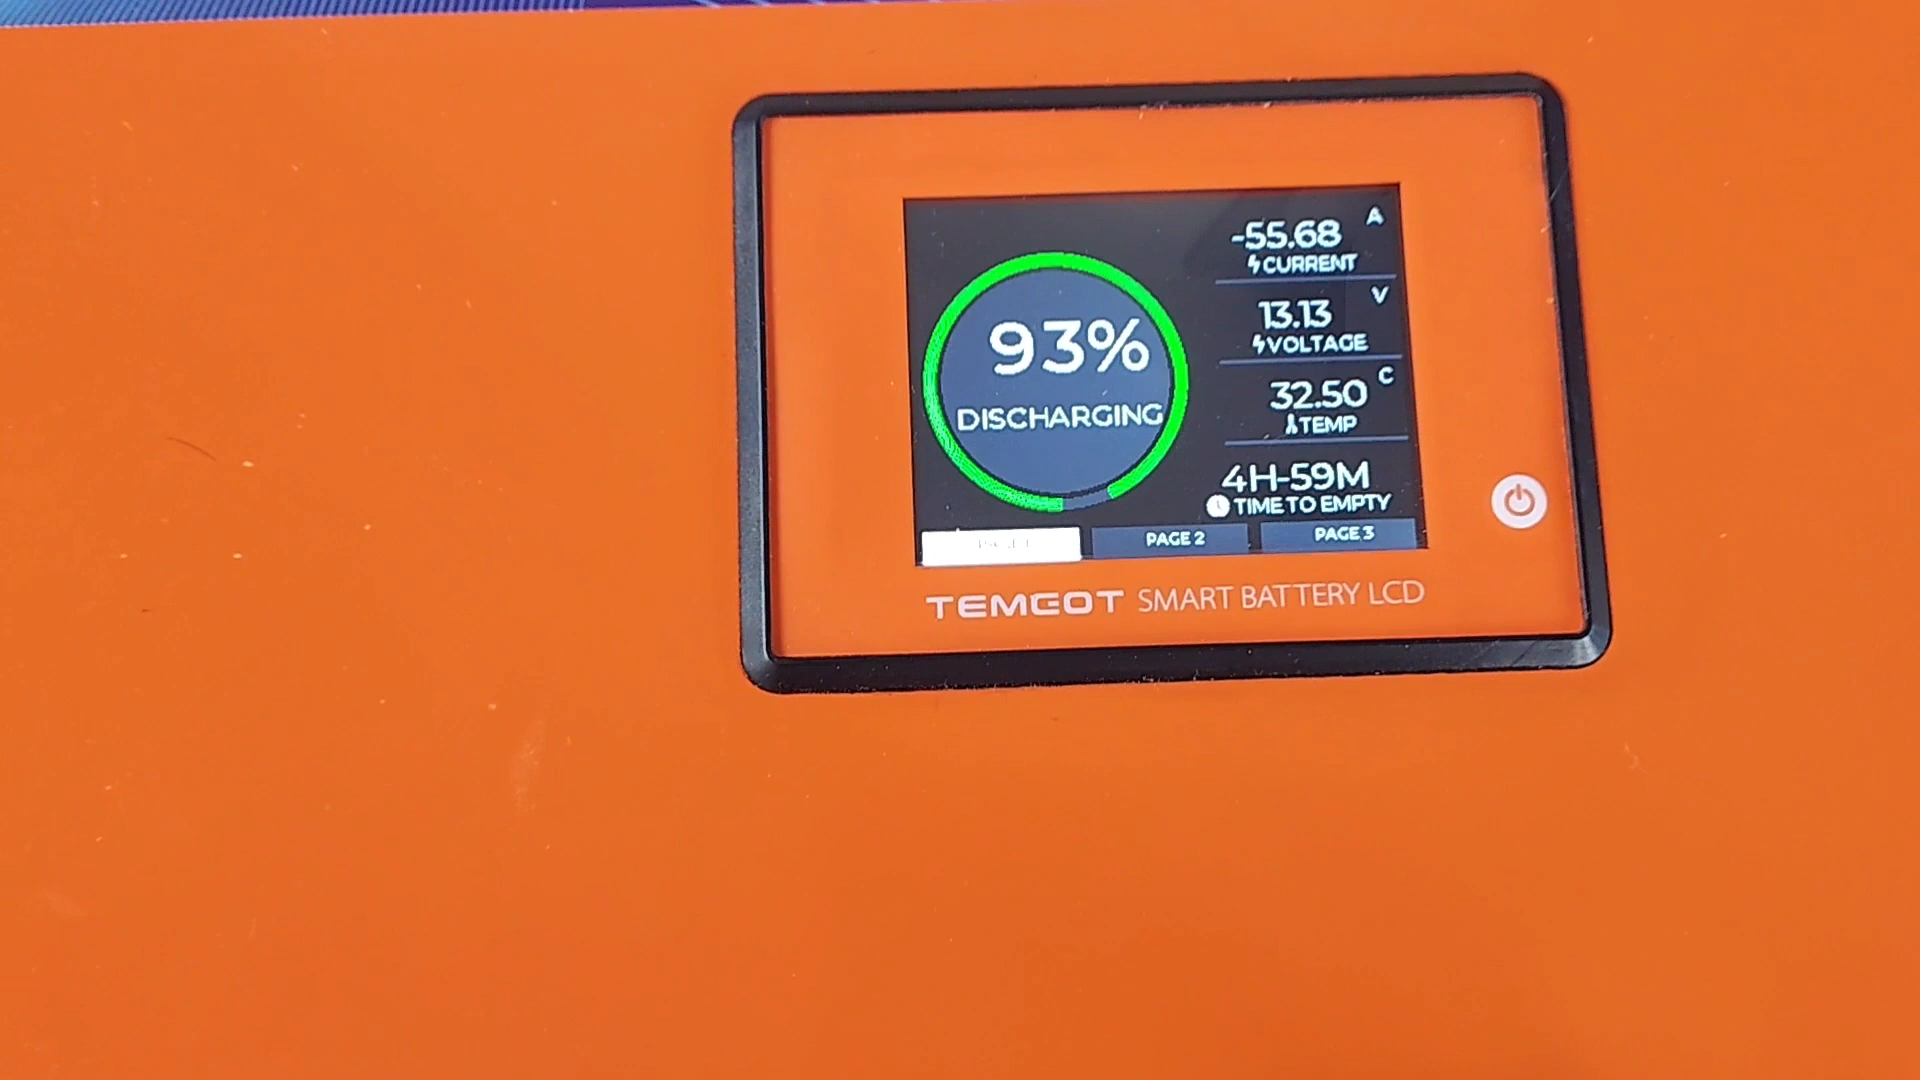 93%
DISCHARGING
-55.68 A
CURRENT
13.13 V
VOLTAGE
32.50 C
TEMP
4H-59M
TIME TO EMPTY
PAGE 2 PAGE 3
TEMGOT SMART BATTERY LCD